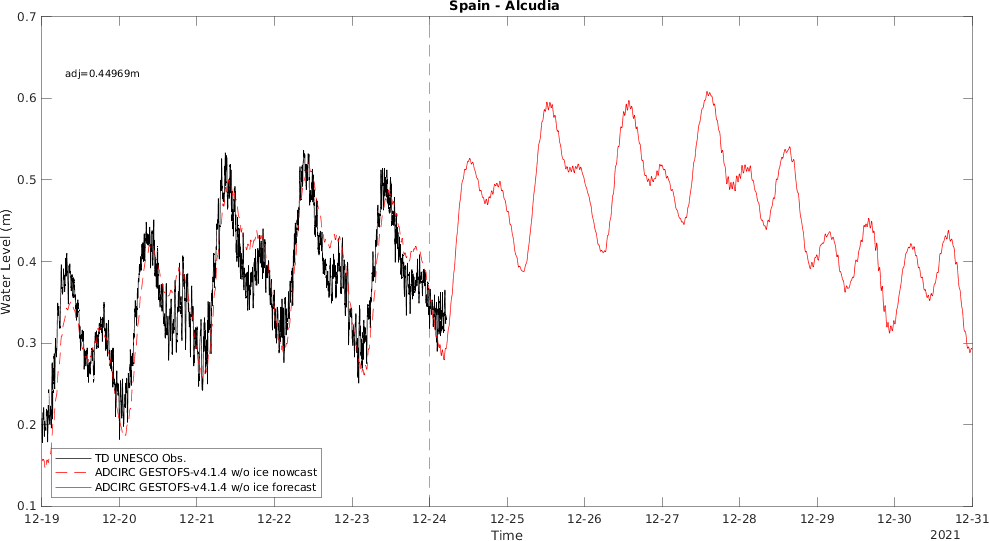 Spain - Alcudia
adj=0.44969m
Water Level (m)
0.7
0.6
0.5
0.4
0.3
0.2
0.1
TD UNESCO Obs.
ADCIRC GESTOFS-v4.1.4 w/o ice nowcast
ADCIRC GESTOFS-v4.1.4 w/o ice forecast
12-19 12-20 12-21 12-22 12-23 12-24 12-25 12-26 12-27 12-28 12-29 12-30 12-31
Time
2021